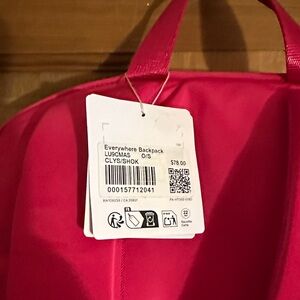 Everywhere Backpack
LU9CMAS O/S
CLYS/SHOK
$78.00
000157712041